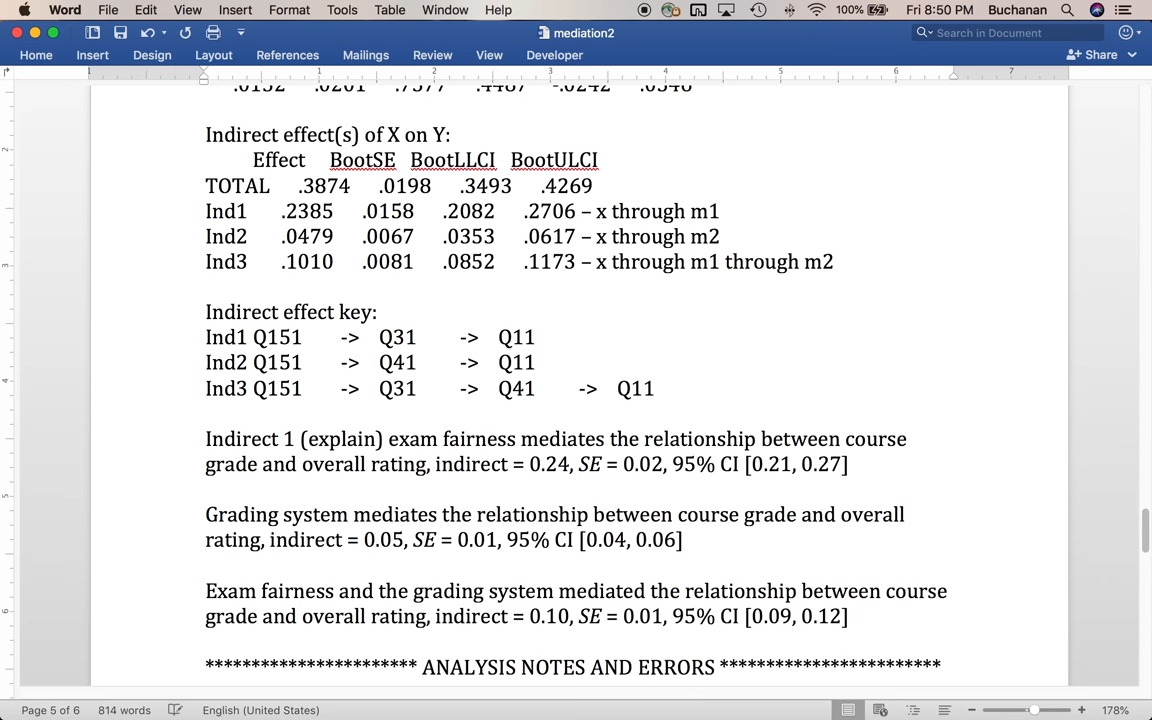 Word File Edit View Insert Format Tools Table Window Help 100% Fri 8:50 PM Buchanan
mediation2
Search in Document
Home Insert Design Layout References Mailings Review View Developer Share
1 1 2 3 4 5 6 7
Indirect effect(s) of X on Y:
Effect BootSE BootLLCI BootULCI
TOTAL .3874 .0198 .3493 .4269
Ind1 .2385 .0158 .2082 .2706 – x through m1
Ind2 .0479 .0067 .0353 .0617 – x through m2
Ind3 .1010 .0081 .0852 .1173 – x through m1 through m2
Indirect effect key:
Ind1 Q151 -> Q31 -> Q11
Ind2 Q151 -> Q41 -> Q11
Ind3 Q151 -> Q31 -> Q41 -> Q11
Indirect 1 (explain) exam fairness mediates the relationship between course
grade and overall rating, indirect = 0.24, SE = 0.02, 95% CI [0.21, 0.27]
Grading system mediates the relationship between course grade and overall
rating, indirect = 0.05, SE = 0.01, 95% CI [0.04, 0.06]
Exam fairness and the grading system mediated the relationship between course
grade and overall rating, indirect = 0.10, SE = 0.01, 95% CI [0.09, 0.12]
*********************** ANALYSIS NOTES AND ERRORS ************************
Page 5 of 6 814 words English (United States) 178%